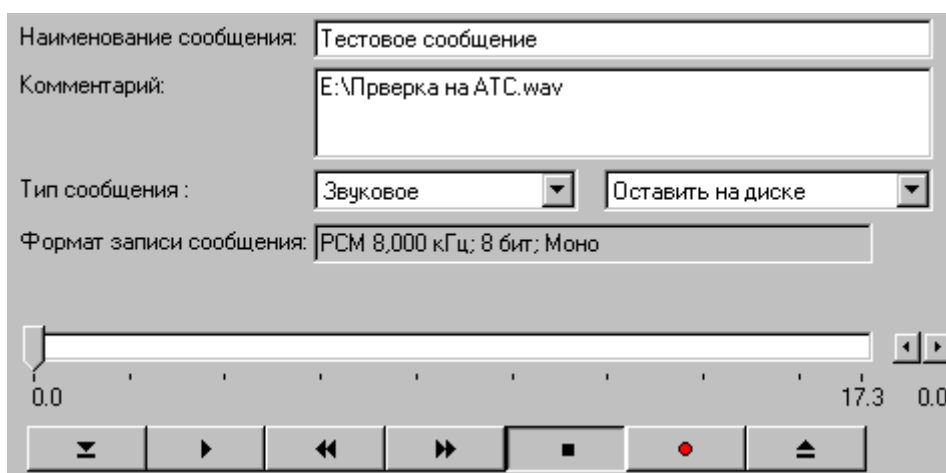 Наименование сообщения: Тестовое сообщение
Комментарий: E:\Прверка на АТС.wav
Тип сообщения : Звуковое Оставить на диске
Формат записи сообщения: PCM 8,000 кГц; 8 бит; Моно
0.0 17.3 0.0